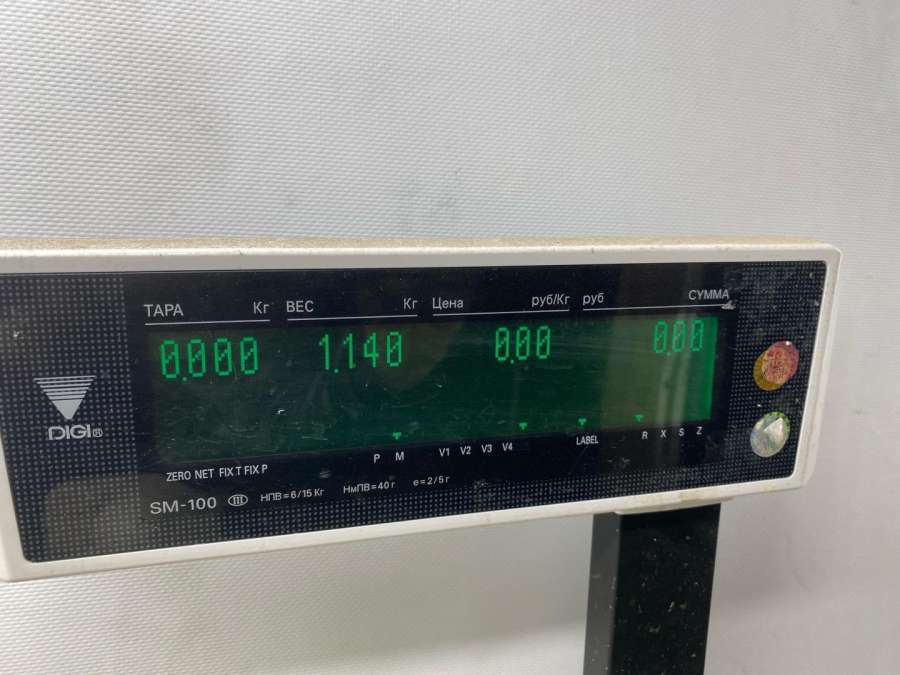 ТАРА Кг ВЕС Кг Цена руб/Кг руб СУММА
0.000 1.140 0.00 0.00
DIGI®
P M V1 V2 V3 V4 LABEL R X S Z
ZERO NET FIX.T FIX P
SM-100 III НПВ=6/15 Кг НмПВ=40 г e=2/5 г